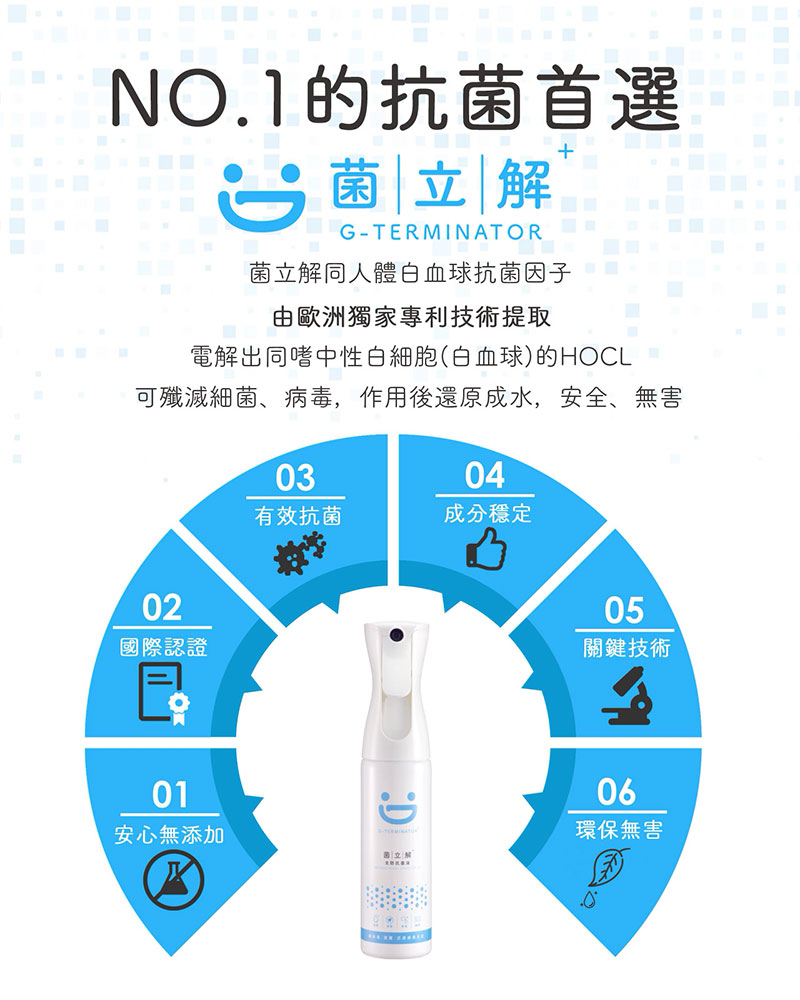 NO.1的抗菌首選
菌|立|解+
G-TERMINATOR
菌立解同人體白血球抗菌因子
由歐洲獨家專利技術提取
電解出同嗜中性白細胞(白血球)的HOCL
可殲滅細菌、病毒，作用後還原成水，安全、無害
03
有效抗菌
04
成分穩定
02
國際認證
05
關鍵技術
01
安心無添加
06
環保無害
G-TERMINATOR
菌|立|解